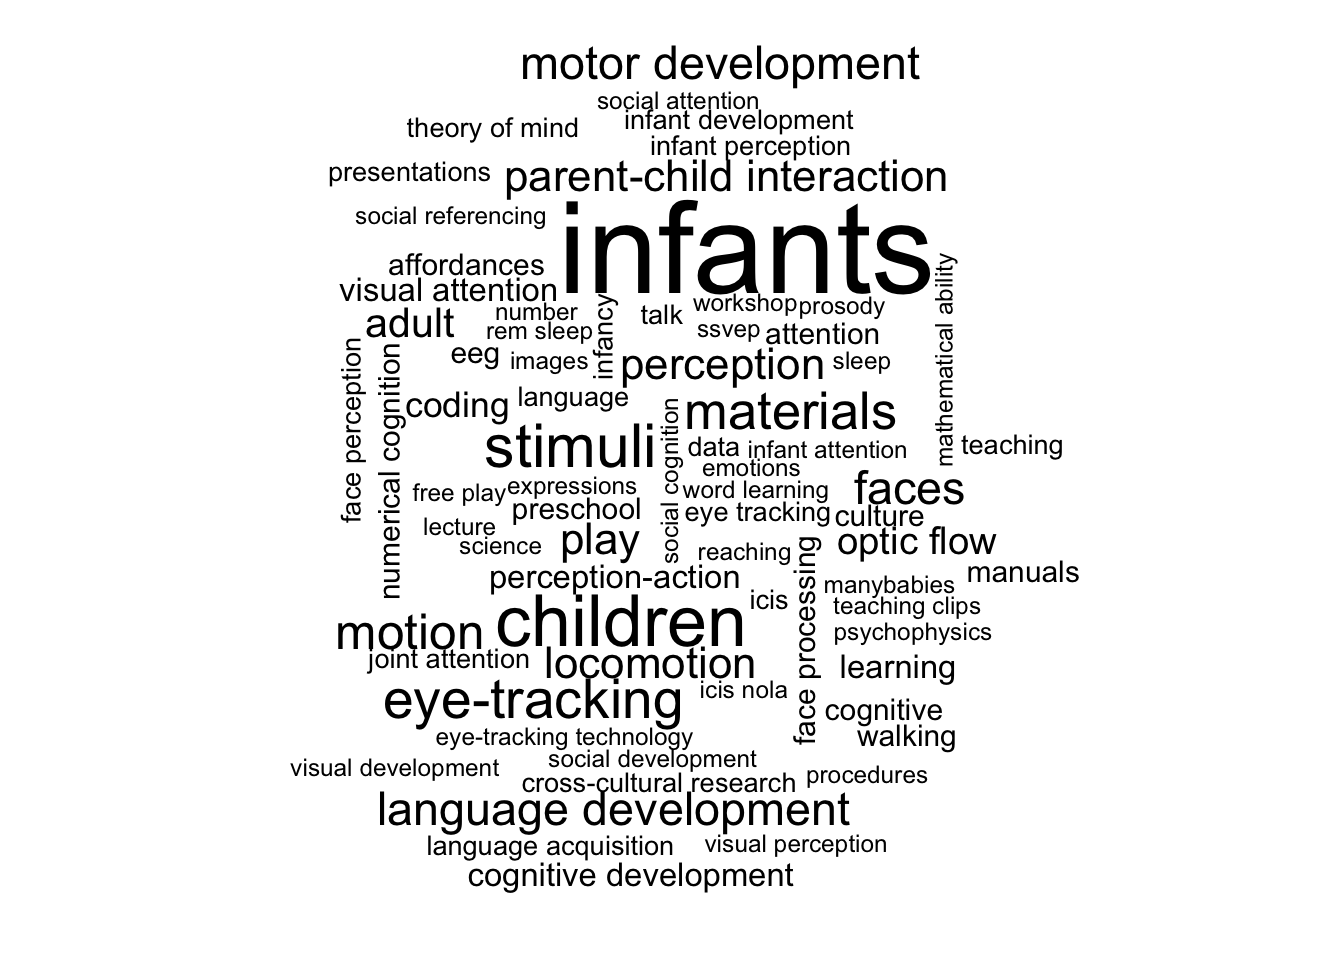 motor development
social attention
theory of mind
infant development
infant perception
presentations
parent-child interaction
social referencing
infants
affordances
visual attention
mathematical ability
number
infancy
talk
workshop
prosody
adult
rem sleep
ssvep
attention
face perception
numerical cognition
eeg
images
perception
sleep
coding
language
materials
stimuli
social cognition
data
infant attention
teaching
emotions
free play
expressions
word learning
faces
preschool
eye tracking
culture
lecture
science
play
reaching
optic flow
perception-action
face processing
manybabies
manuals
icis
teaching clips
motion
children
psychophysics
joint attention
locomotion
learning
eye-tracking
icis nola
cognitive
eye-tracking technology
walking
visual development
social development
cross-cultural research
procedures
language development
language acquisition
visual perception
cognitive development